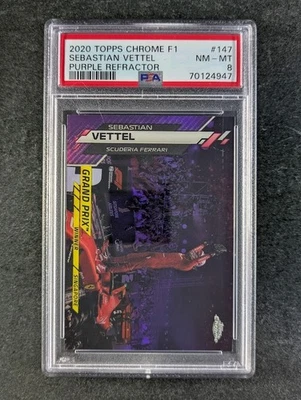 2020 TOPPS CHROME F1 #147
SEBASTIAN VETTEL NM - MT
PURPLE REFRACTOR PSA 8
70124947
SEBASTIAN
VETTEL
SCUDERIA FERRARI
GRAND PRIX
WINNER
SINGAPORE